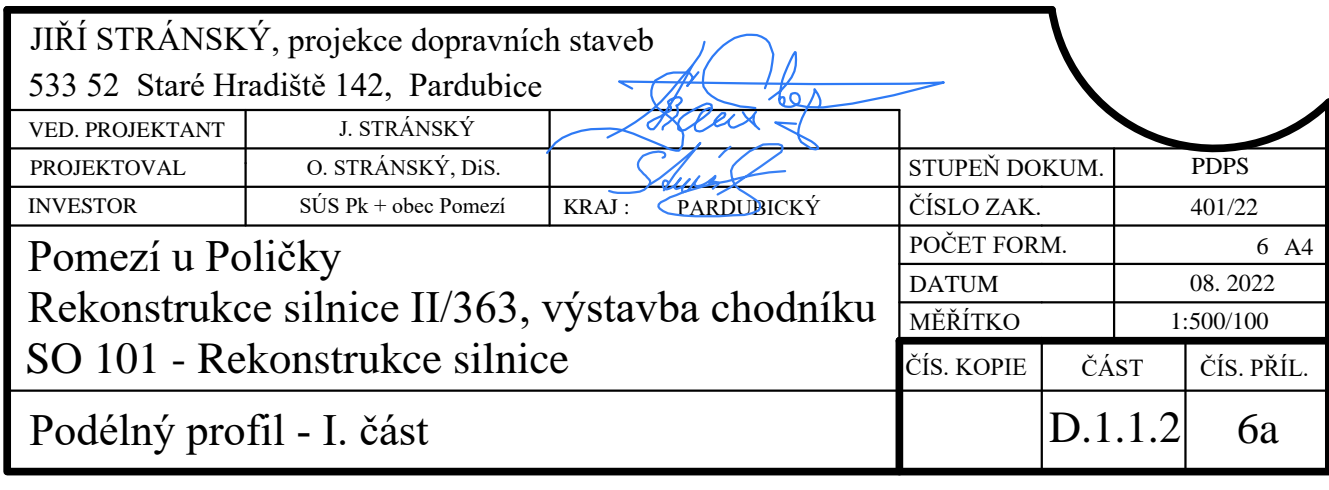 JIŘÍ STRÁNSKÝ, projekce dopravních staveb
533 52 Staré Hradiště 142, Pardubice
VED. PROJEKTANT J. STRÁNSKÝ
PROJEKTOVAL O. STRÁNSKÝ, DiS.
INVESTOR SÚS Pk + obec Pomezí KRAJ : PARDUBICKÝ
STUPEŇ DOKUM. PDPS
ČÍSLO ZAK. 401/22
POČET FORM. 6 A4
DATUM 08. 2022
MĚŘÍTKO 1:500/100
Pomezí u Poličky
Rekonstrukce silnice II/363, výstavba chodníku
SO 101 - Rekonstrukce silnice
ČÍS. KOPIE ČÁST ČÍS. PŘÍL.
Podélný profil - I. část
D.1.1.2 6a